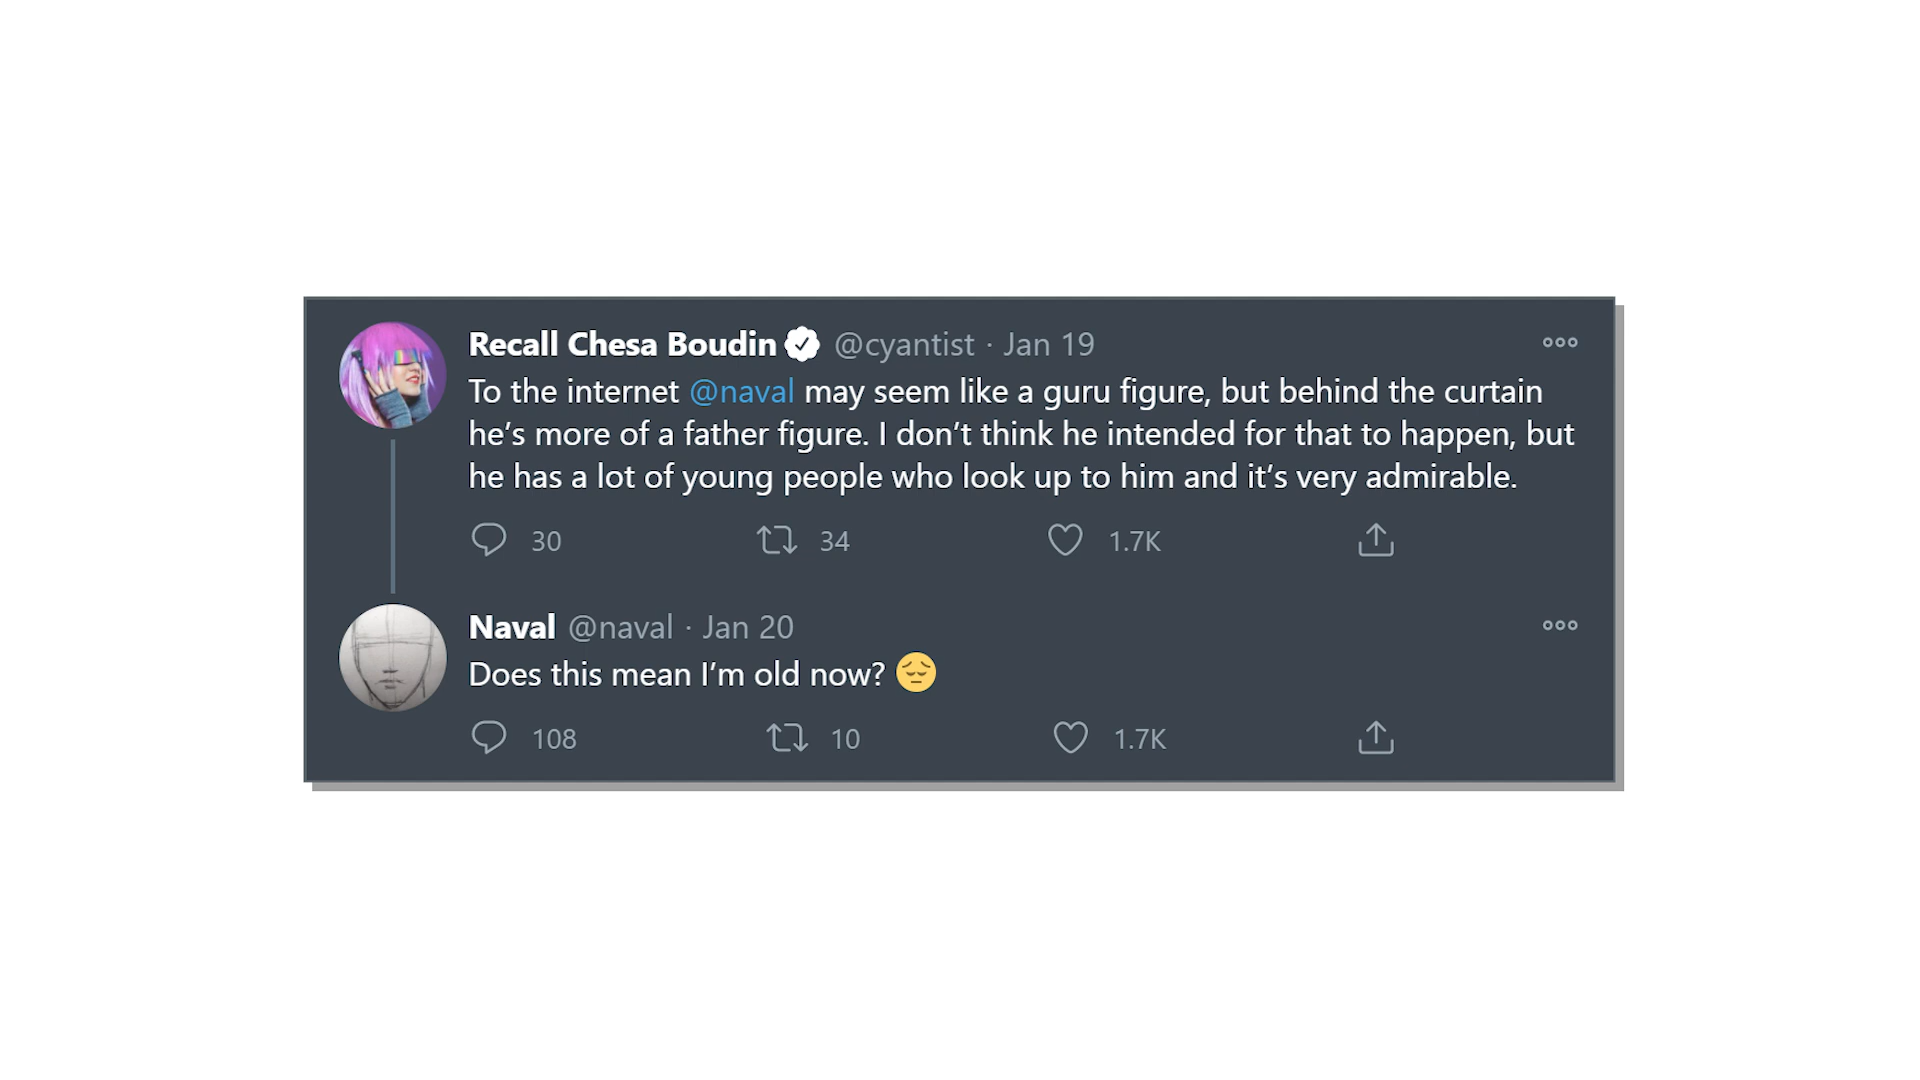 Recall Chesa Boudin @cyantist · Jan 19
To the internet @naval may seem like a guru figure, but behind the curtain
he’s more of a father figure. I don’t think he intended for that to happen, but
he has a lot of young people who look up to him and it’s very admirable.
30 34 1.7K
Naval @naval · Jan 20
Does this mean I’m old now? 😔
108 10 1.7K